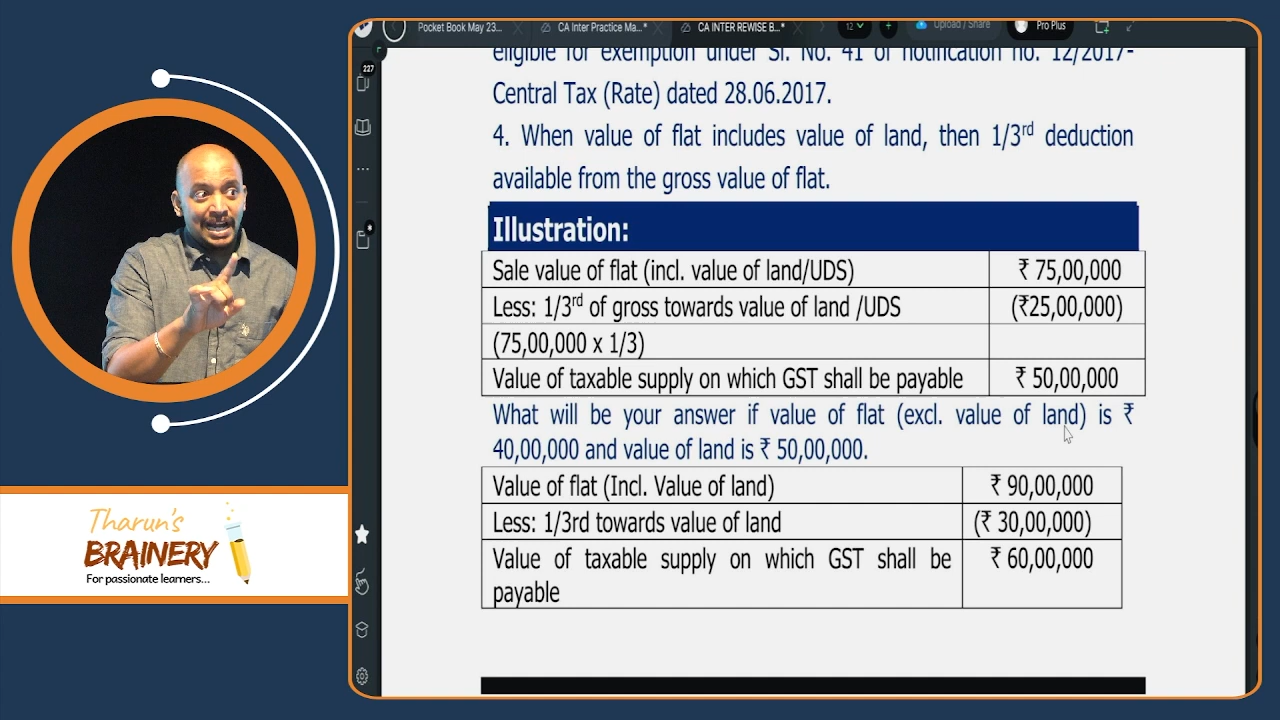 Pocket Book May 23...
CA Inter Practice Ma...*
CA INTER REWISE B...*
12
Upload / Share
Pro Plus
227
eligible for exemption under Sl. No. 41 of notification no. 12/2017-
Central Tax (Rate) dated 28.06.2017.
4. When value of flat includes value of land, then 1/3rd deduction
available from the gross value of flat.
Illustration:
Sale value of flat (incl. value of land/UDS) ₹ 75,00,000
Less: 1/3rd of gross towards value of land /UDS (₹25,00,000)
(75,00,000 x 1/3)
Value of taxable supply on which GST shall be payable ₹ 50,00,000
What will be your answer if value of flat (excl. value of land) is ₹
40,00,000 and value of land is ₹ 50,00,000.
Value of flat (Incl. Value of land) ₹ 90,00,000
Less: 1/3rd towards value of land (₹ 30,00,000)
Value of taxable supply on which GST shall be ₹ 60,00,000
payable
Tharun's
BRAINERY
For passionate learners...